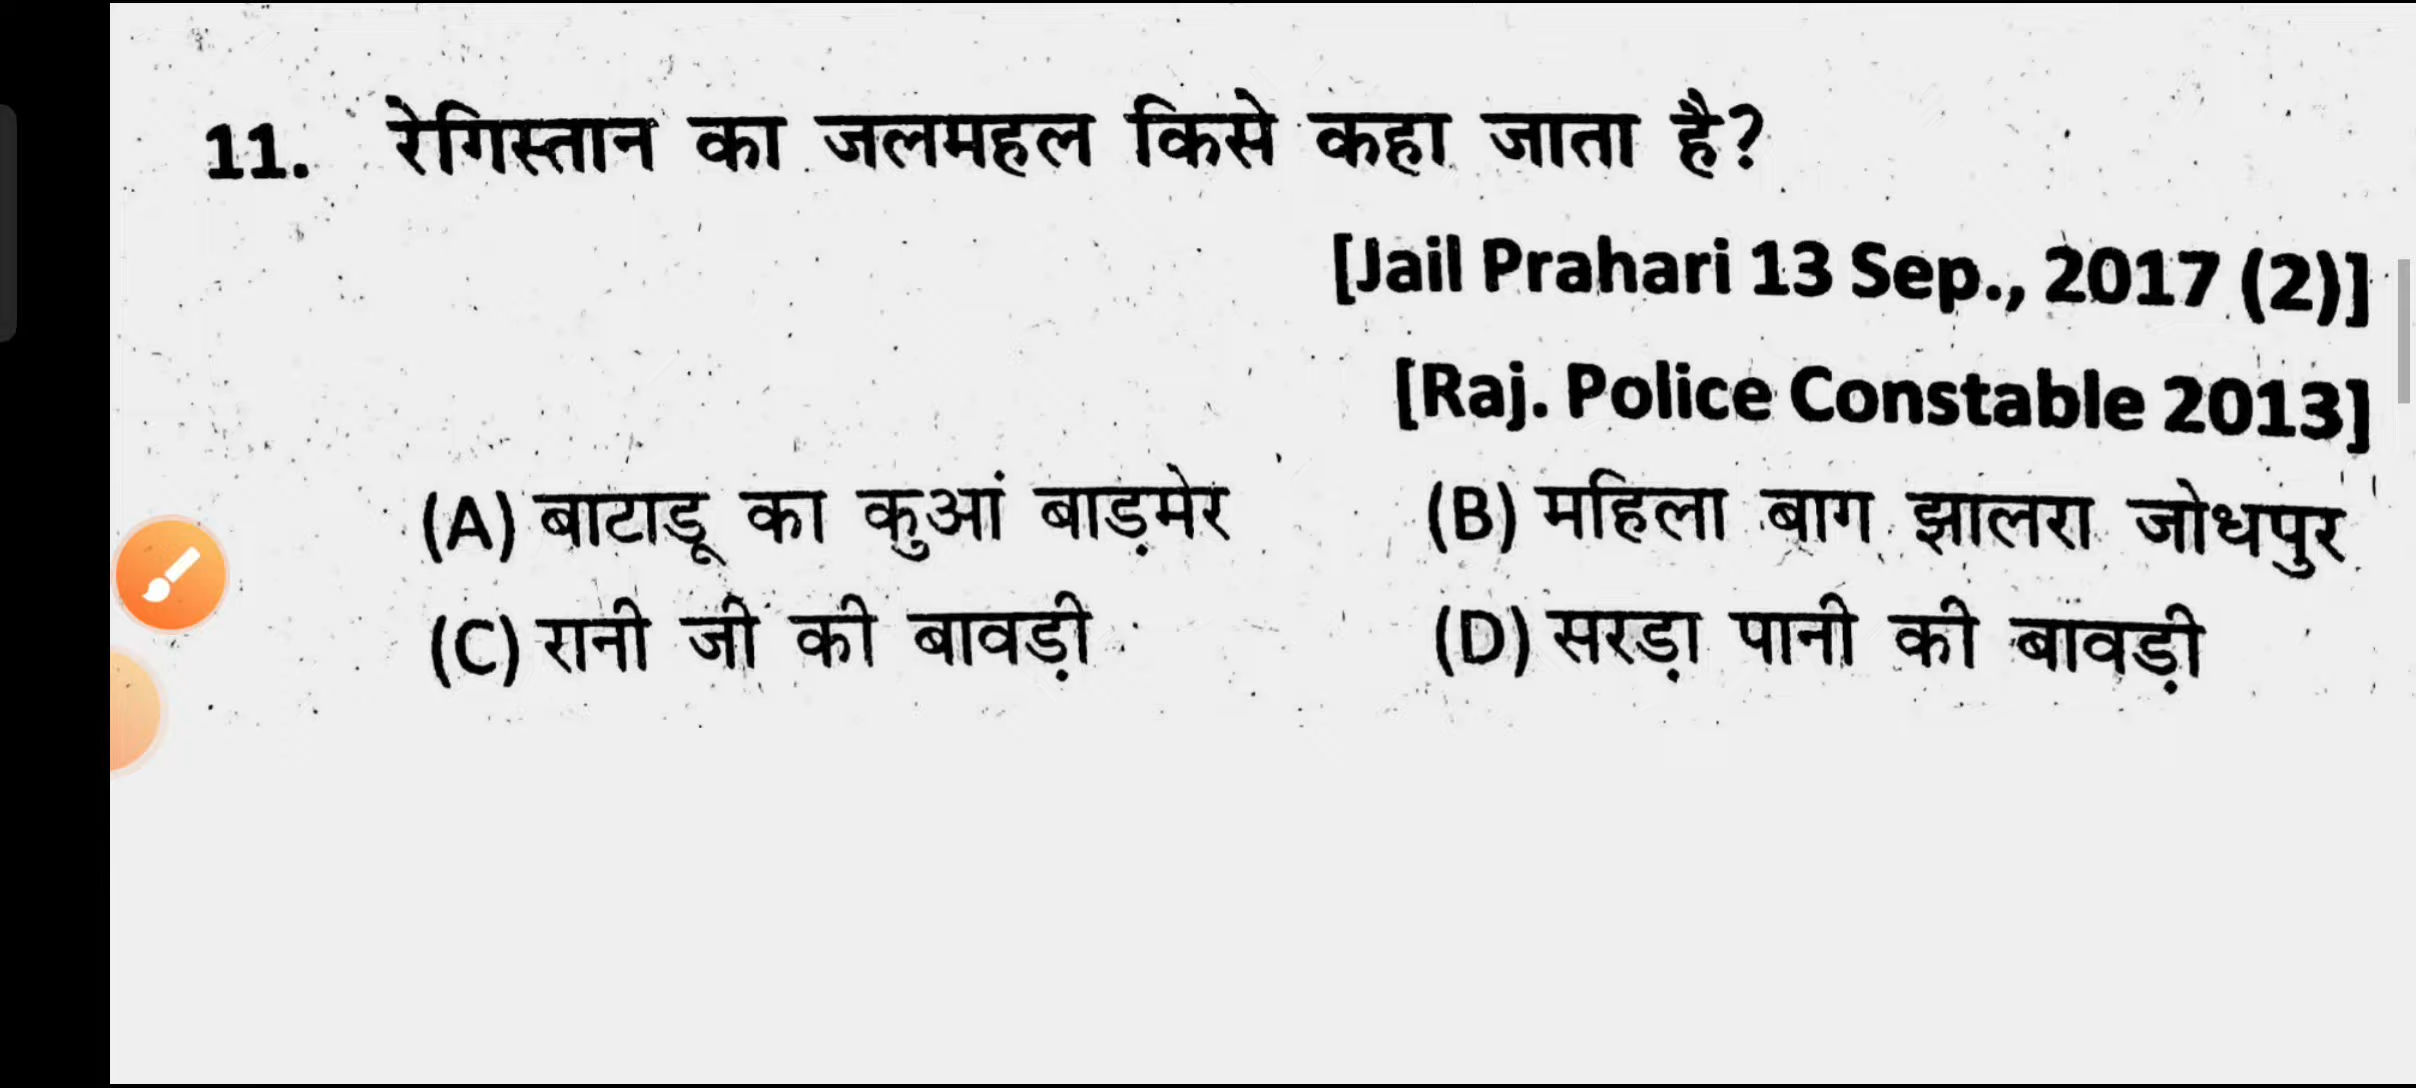 11. रेगिस्तान का जलमहल किसे कहा जाता है?
[Jail Prahari 13 Sep., 2017 (2)]
[Raj. Police Constable 2013]
(A) बाटाडू का कुआं बाड़मेर (B) महिला बाग झालरा जोधपुर
(C) रानी जी की बावड़ी (D) सरड़ा पानी की बावड़ी